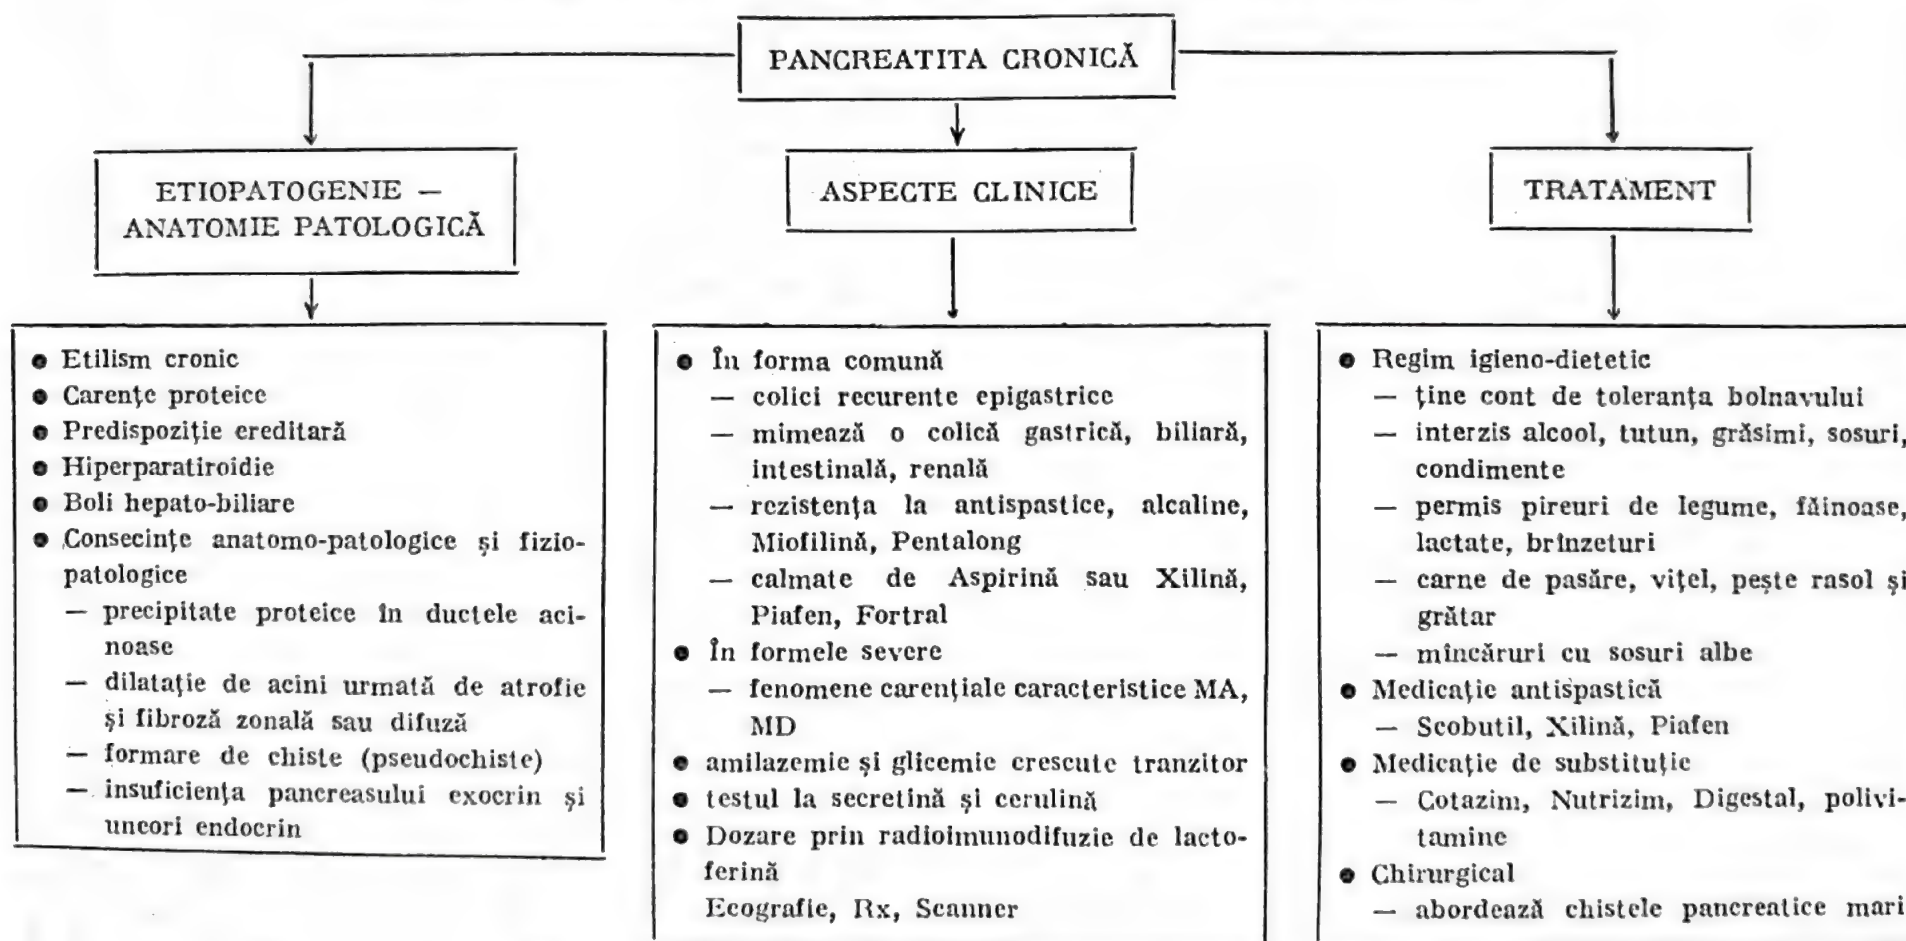 PANCREATITA CRONICĂ
ETIOPATOGENIE —
ANATOMIE PATOLOGICĂ
● Etilism cronic
● Carențe proteice
● Predispoziție ereditară
● Hiperparatiroidie
● Boli hepato-biliare
● Consecințe anatomo-patologice și fizio-
patologice
— precipitate proteice în ductele aci-
noase
— dilatație de acini urmată de atrofie
și fibroză zonală sau difuză
— formare de chiste (pseudochiste)
— insuficiența pancreasului exocrin și
uneori endocrin
ASPECTE CLINICE
● În forma comună
— colici recurente epigastrice
— mimează o colică gastrică, biliară,
intestinală, renală
— rezistența la antispastice, alcaline,
Miofilină, Pentalong
— calmate de Aspirină sau Xilină,
Piafen, Fortral
● În formele severe
— fenomene carențiale caracteristice MA,
MD
● amilazemie și glicemie crescute tranzitor
● testul la secretină și cerulină
● Dozare prin radioimunodifuzie de lacto-
ferină
Ecografie, Rx, Scanner
TRATAMENT
● Regim igieno-dietetic
— ține cont de toleranța bolnavului
— interzis alcool, tutun, grăsimi, sosuri,
condimente
— permis pireuri de legume, făinoase,
lactate, brînzeturi
— carne de pasăre, vițel, pește rasol și
grătar
— mîncăruri cu sosuri albe
● Medicație antispastică
— Scobutil, Xilină, Piafen
● Medicație de substituție
— Cotazim, Nutrizim, Digestal, polivi-
tamine
● Chirurgical
— abordează chistele pancreatice mari